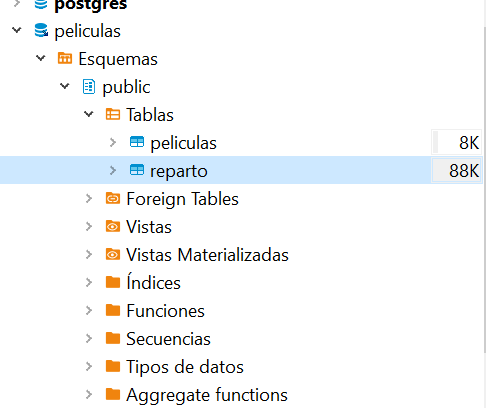 postgres
peliculas
Esquemas
public
Tablas
peliculas 8K
reparto 88K
Foreign Tables
Vistas
Vistas Materializadas
Índices
Funciones
Secuencias
Tipos de datos
Aggregate functions